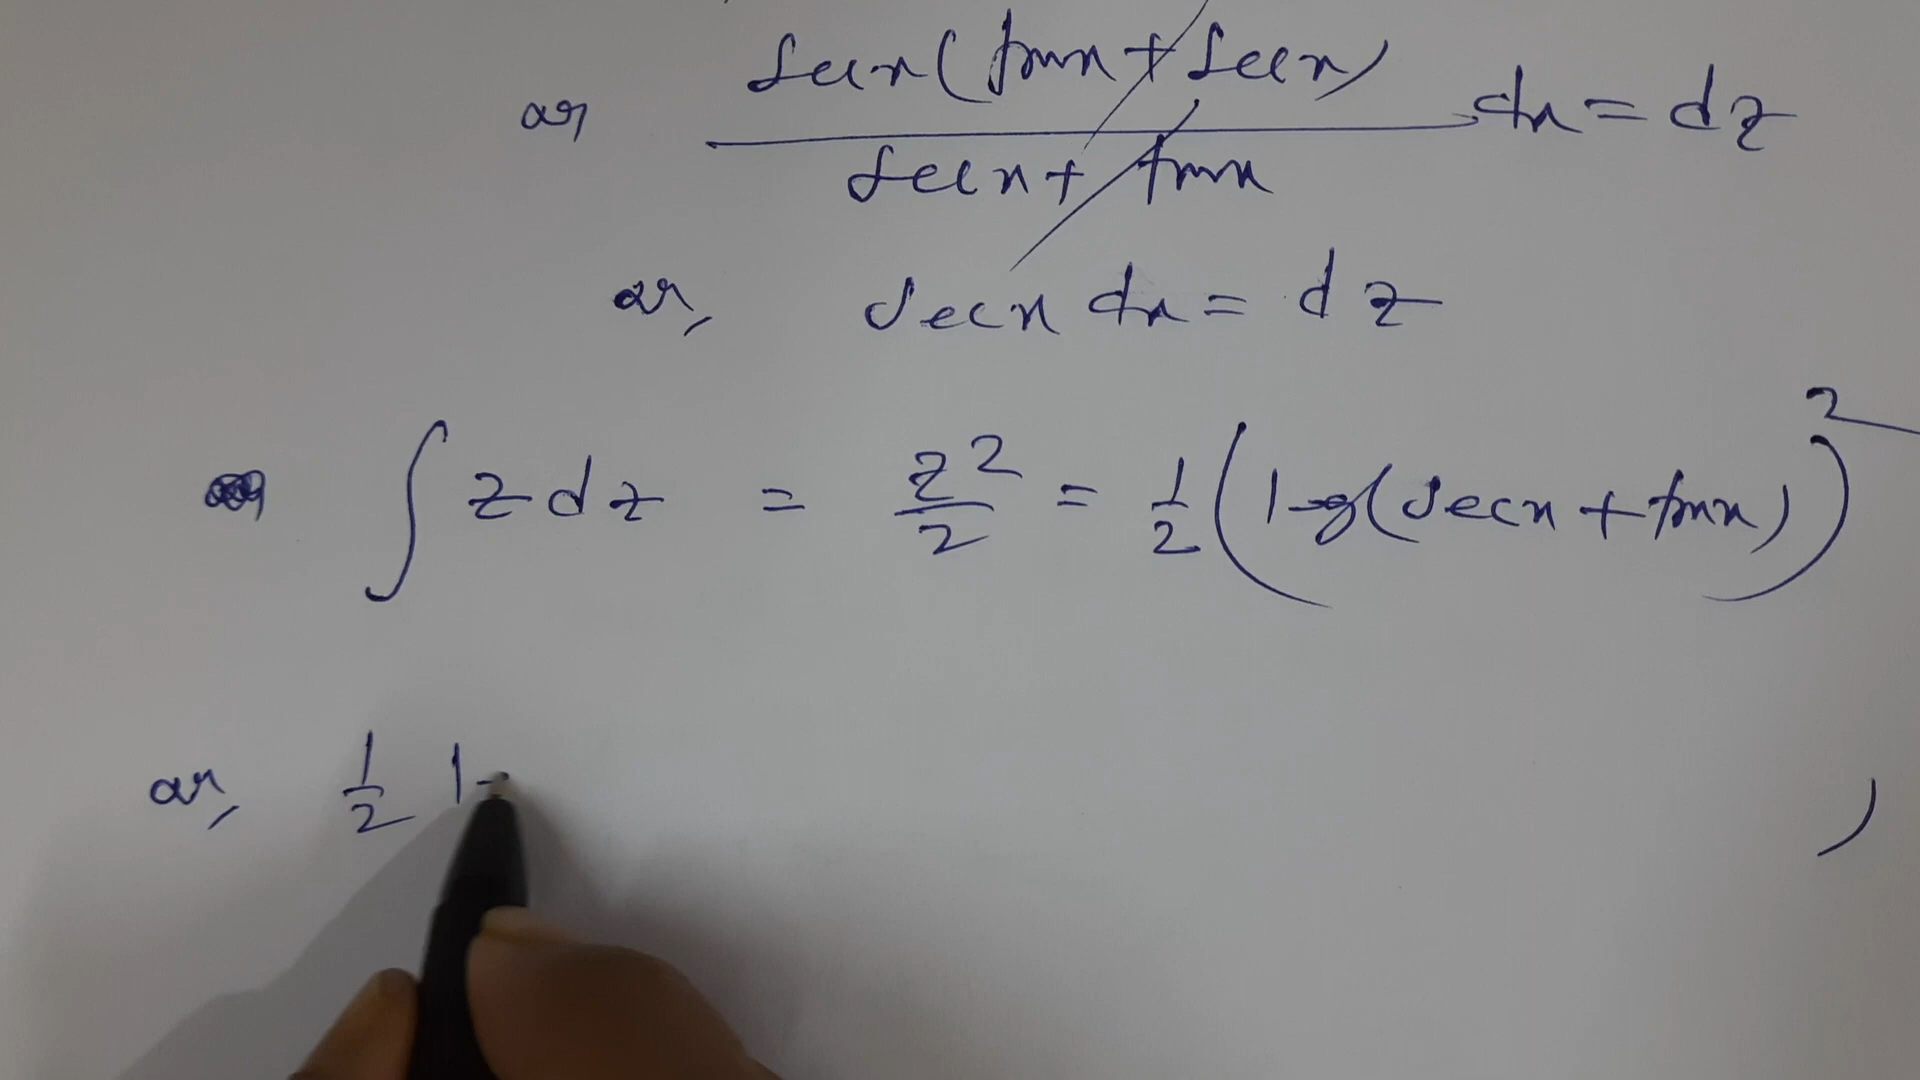 or sec x (tan x + sec x) / sec x + tan x dx = dz
or, sec x dx = dz
∫ z dz = z²/2 = 1/2 (log(sec x + tan x))²
or, 1/2 l )